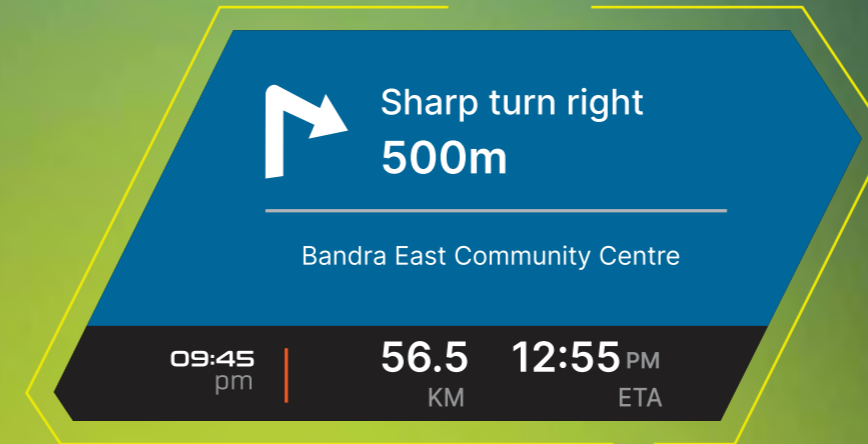 Sharp turn right
500m
Bandra East Community Centre
09:45 pm
56.5 KM
12:55 PM ETA